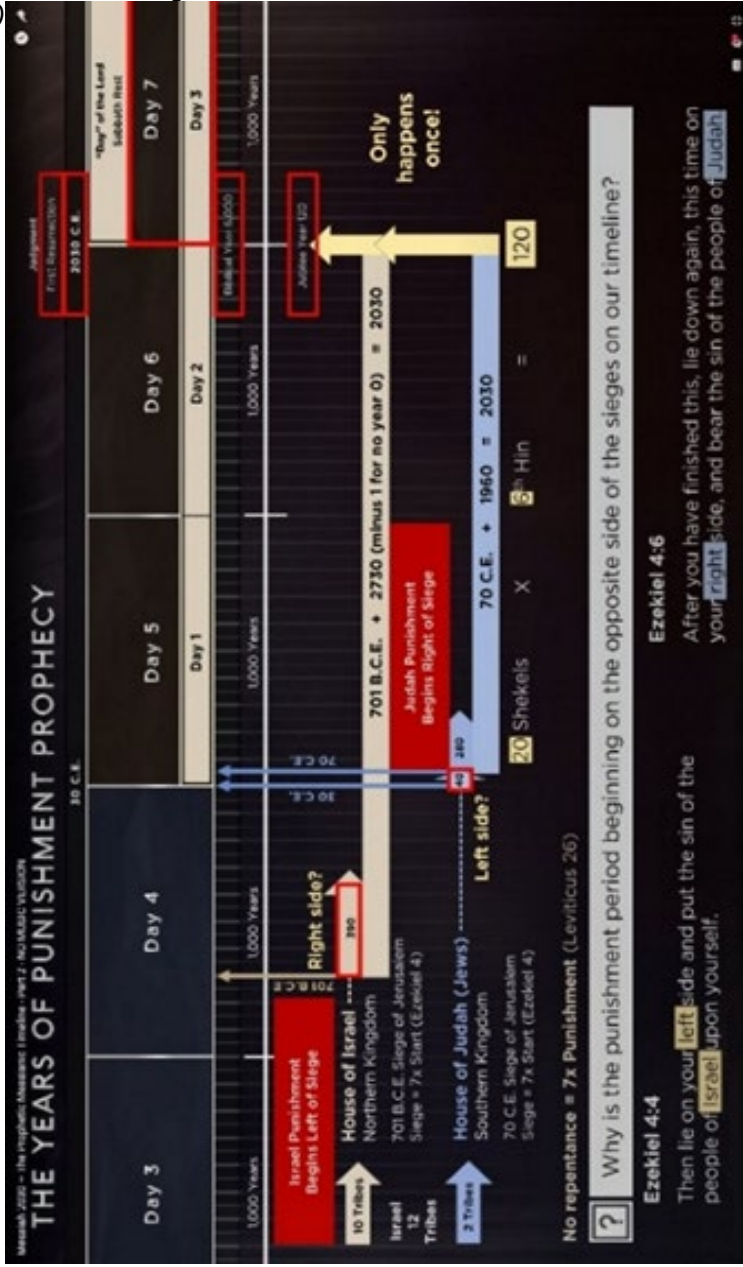 Messiah 2030 ~ The Prophetic Messianic Timeline - Part 2 - NO MUSIC VERSION
THE YEARS OF PUNISHMENT PROPHECY
Judgment
First Resurrection
30 C.E.
2030 C.E.
Day 3
Day 4
Day 5
Day 6
Day 7
"Day" of the Lord
Sabbath Rest
Day 1
Day 2
Day 3
Biblical Year 6,000
1,000 Years
1,000 Years
1,000 Years
1,000 Years
1,000 Years
Jubilee Year 120
701 B.C.E
30 C.E.
70 C.E.
Israel Punishment
Begins Left of Siege
Right side?
10 Tribes
House of Israel
390
Northern Kingdom
701 B.C.E. + 2730 (minus 1 for no year 0) = 2030
Only
happens
once!
Israel
12
Tribes
701 B.C.E. Siege of Jerusalem
Siege = 7x Start (Ezekiel 4)
Judah Punishment
Begins Right of Siege
2 Tribes
House of Judah (Jews)
40
280
Southern Kingdom
Left side?
70 C.E. + 1960 = 2030
70 C.E. Siege of Jerusalem
Siege = 7x Start (Ezekiel 4)
20 Shekels X 6th Hin = 120
No repentance = 7x Punishment (Leviticus 26)
? Why is the punishment period beginning on the opposite side of the sieges on our timeline?
Ezekiel 4:4
Then lie on your left side and put the sin of the
people of Israel upon yourself.
Ezekiel 4:6
After you have finished this, lie down again, this time on
your right side, and bear the sin of the people of Judah